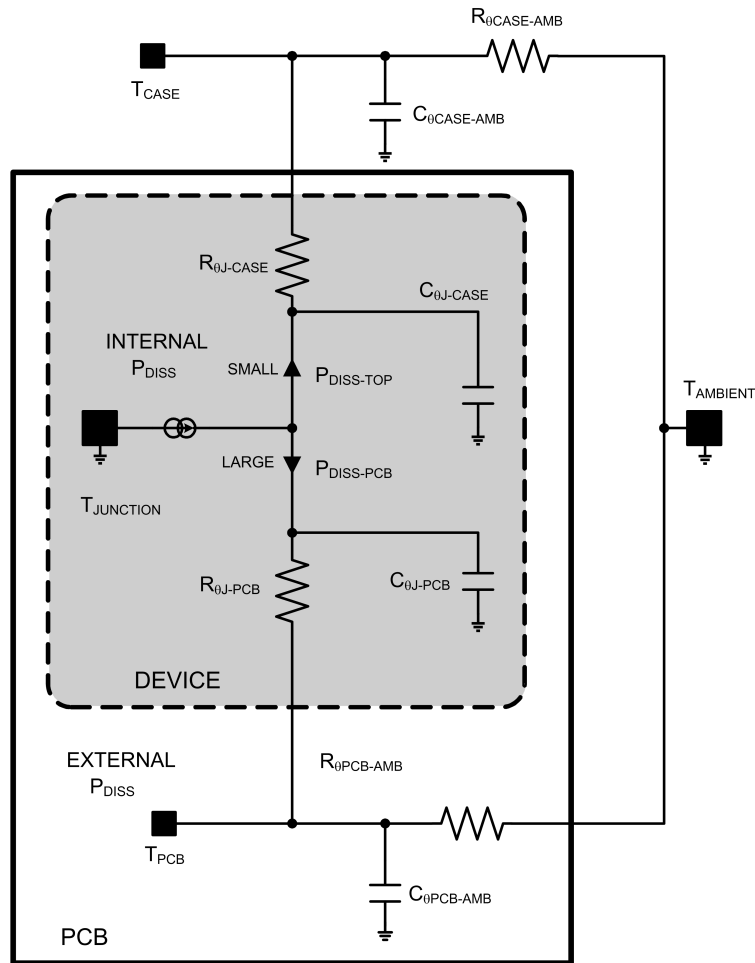 RθCASE-AMB
TCASE
CθCASE-AMB
RθJ-CASE
CθJ-CASE
INTERNAL
PDISS
SMALL
PDISS-TOP
TAMBIENT
LARGE
PDISS-PCB
TJUNCTION
RθJ-PCB
CθJ-PCB
DEVICE
EXTERNAL
PDISS
RθPCB-AMB
TPCB
CθPCB-AMB
PCB